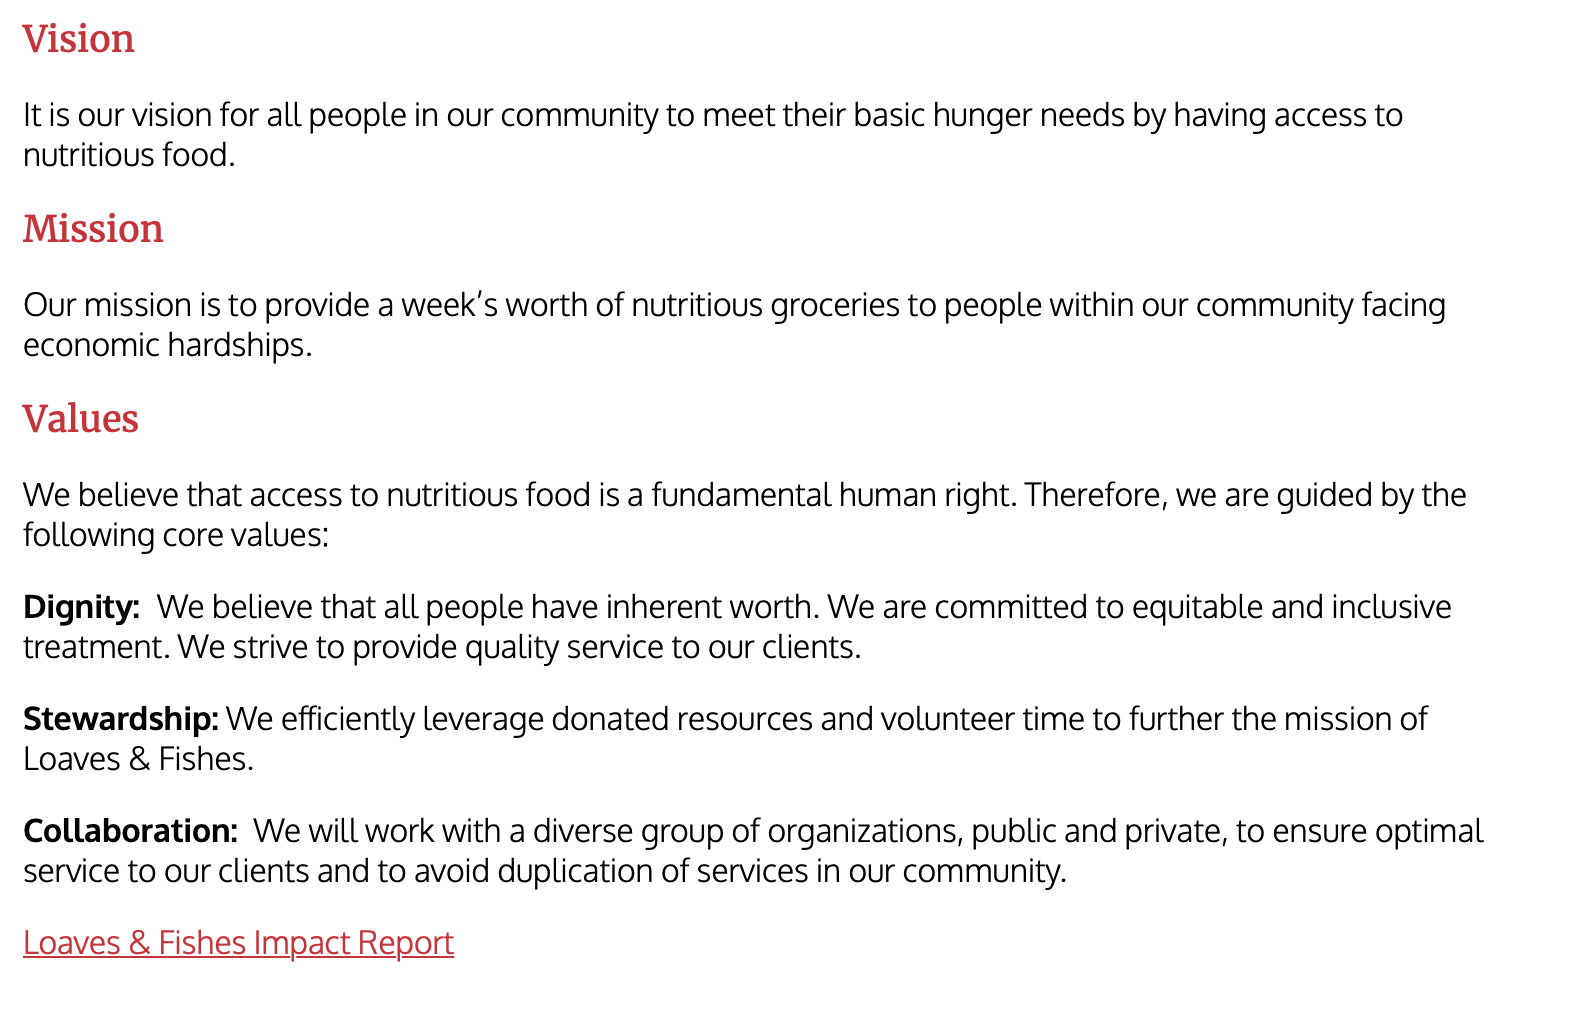 Vision
It is our vision for all people in our community to meet their basic hunger needs by having access to
nutritious food.
Mission
Our mission is to provide a week’s worth of nutritious groceries to people within our community facing
economic hardships.
Values
We believe that access to nutritious food is a fundamental human right. Therefore, we are guided by the
following core values:
Dignity:  We believe that all people have inherent worth. We are committed to equitable and inclusive
treatment. We strive to provide quality service to our clients.
Stewardship: We efficiently leverage donated resources and volunteer time to further the mission of
Loaves & Fishes.
Collaboration:  We will work with a diverse group of organizations, public and private, to ensure optimal
service to our clients and to avoid duplication of services in our community.
Loaves & Fishes Impact Report